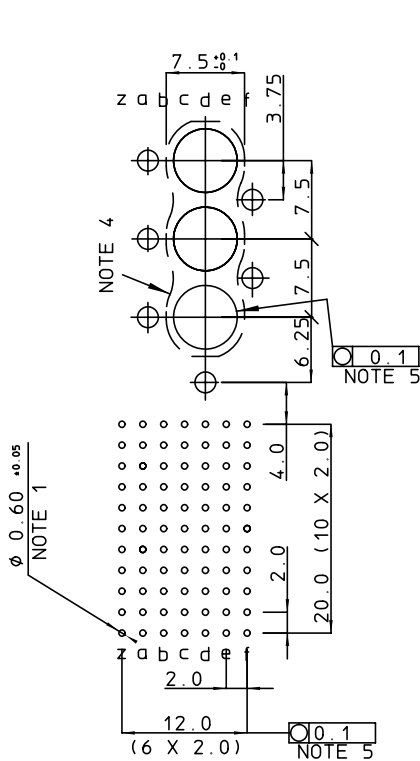 7.5 +0.1 -0
z a b c d e f
3.75
7.5
7.5
6.25
NOTE 4
0.1
NOTE 5
4.0
20.0 (10 X 2.0)
2.0
ϕ 0.60 ±0.05
NOTE 1
z a b c d e f
2.0
12.0
(6 X 2.0)
0.1
NOTE 5